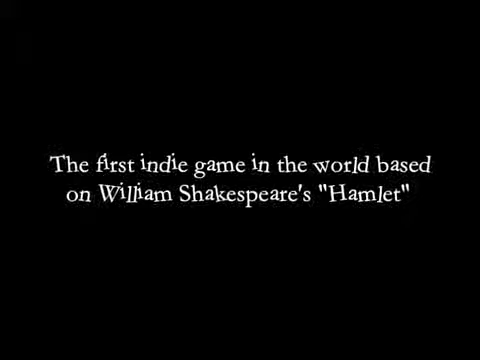 The first indie game in the world based
on William Shakespeare's "Hamlet"